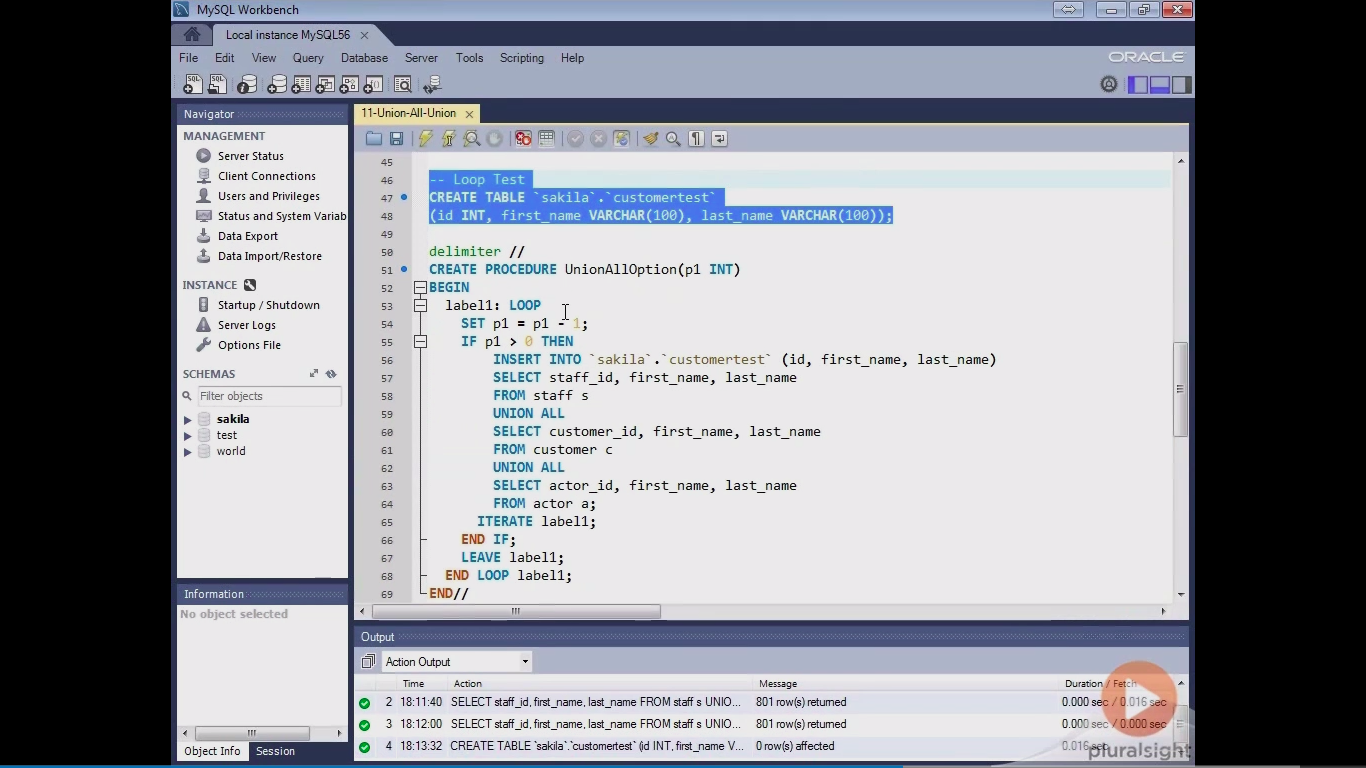 MySQL Workbench
Local instance MySQL56
File Edit View Query Database Server Tools Scripting Help
ORACLE
Navigator
MANAGEMENT
Server Status
Client Connections
Users and Privileges
Status and System Variab
Data Export
Data Import/Restore
INSTANCE
Startup / Shutdown
Server Logs
Options File
SCHEMAS
Filter objects
sakila
test
world
Information
No object selected
Object Info Session
11-Union-All-Union
45
46 -- Loop Test
47 CREATE TABLE `sakila`.`customertest`
48 (id INT, first_name VARCHAR(100), last_name VARCHAR(100));
49
50 delimiter //
51 CREATE PROCEDURE UnionAllOption(p1 INT)
52 BEGIN
53 label1: LOOP
54 SET p1 = p1 - 1;
55 IF p1 > 0 THEN
56 INSERT INTO `sakila`.`customertest` (id, first_name, last_name)
57 SELECT staff_id, first_name, last_name
58 FROM staff s
59 UNION ALL
60 SELECT customer_id, first_name, last_name
61 FROM customer c
62 UNION ALL
63 SELECT actor_id, first_name, last_name
64 FROM actor a;
65 ITERATE label1;
66 END IF;
67 LEAVE label1;
68 END LOOP label1;
69 END//
Output
Action Output
Time Action Message Duration / Fetch
2 18:11:40 SELECT staff_id, first_name, last_name FROM staff s UNIO... 801 row(s) returned 0.000 sec / 0.016 sec
3 18:12:00 SELECT staff_id, first_name, last_name FROM staff s UNIO... 801 row(s) returned 0.000 sec / 0.000 sec
4 18:13:32 CREATE TABLE `sakila`.`customertest` (id INT, first_name V... 0 row(s) affected 0.016 sec
pluralsight